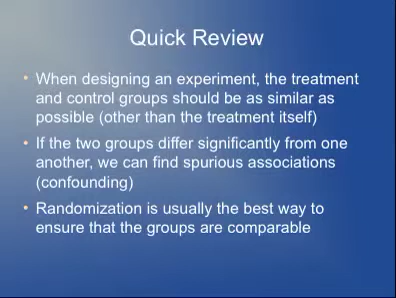 Quick Review
• When designing an experiment, the treatment
and control groups should be as similar as
possible (other than the treatment itself)
• If the two groups differ significantly from one
another, we can find spurious associations
(confounding)
• Randomization is usually the best way to
ensure that the groups are comparable